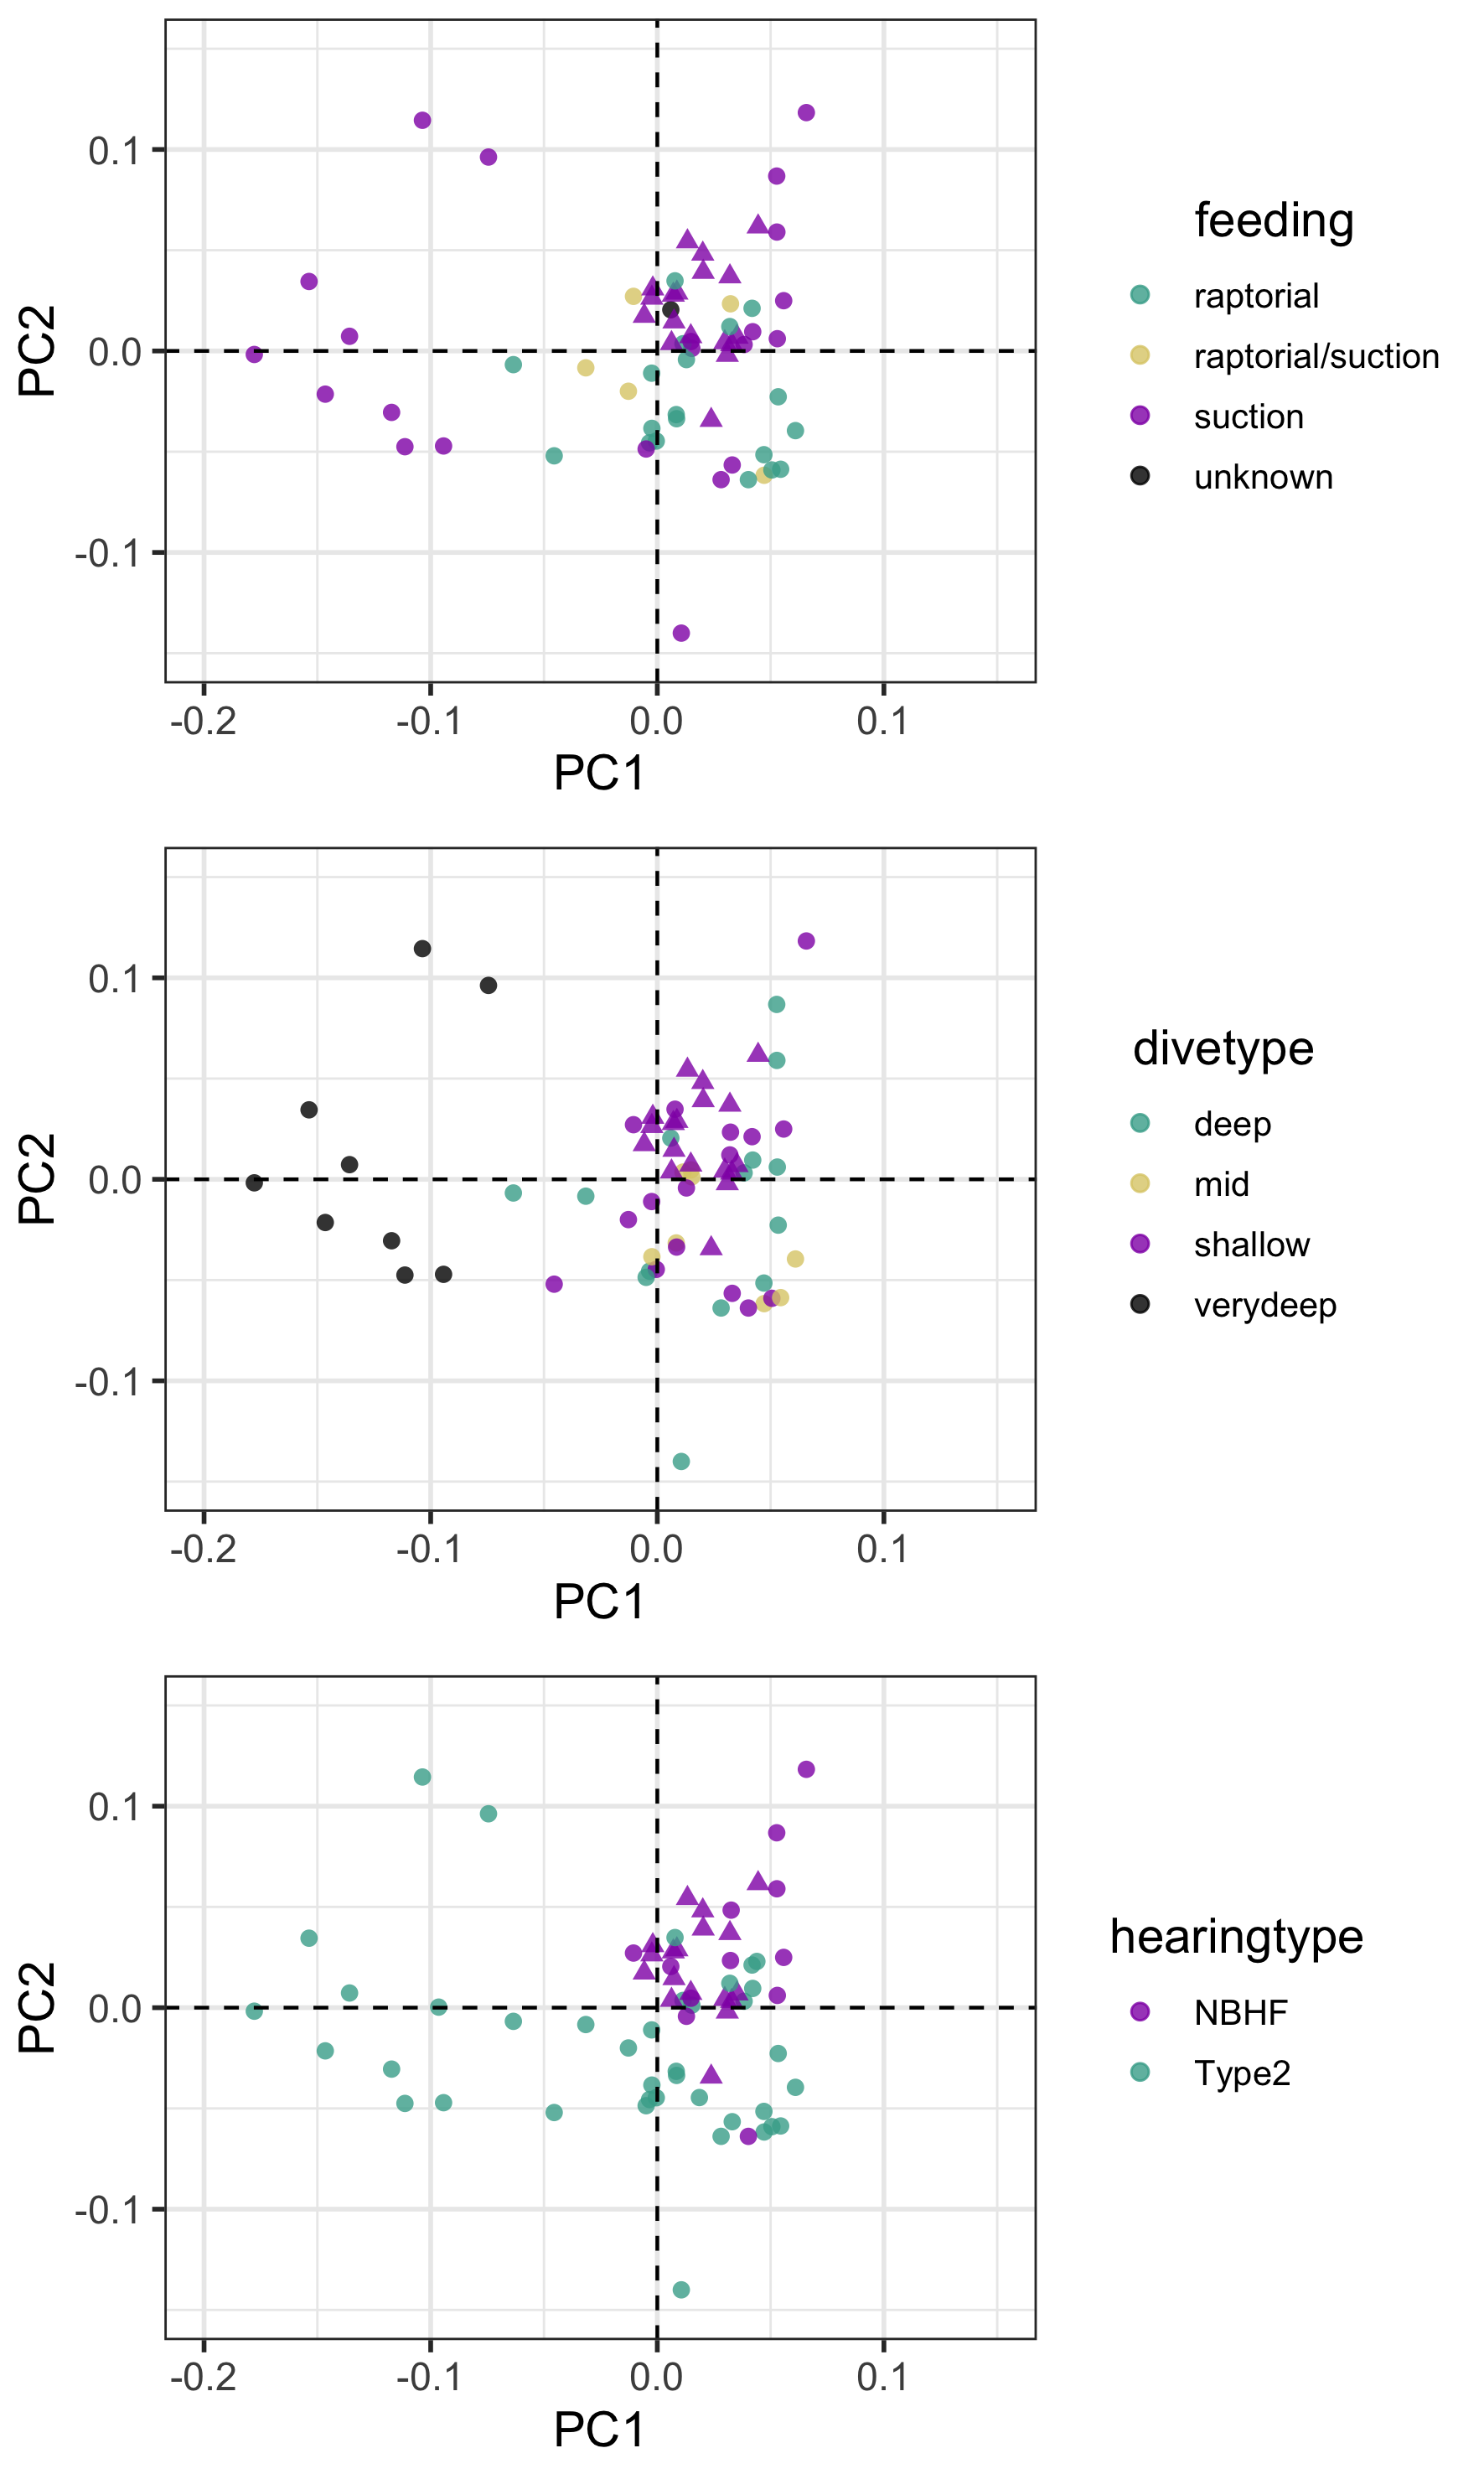 feeding
raptorial
raptorial/suction
suction
unknown
PC2
0.1
0.0
-0.1
-0.2 -0.1 0.0 0.1
PC1
divetype
deep
mid
shallow
verydeep
PC2
0.1
0.0
-0.1
-0.2 -0.1 0.0 0.1
PC1
hearingtype
NBHF
Type2
PC2
0.1
0.0
-0.1
-0.2 -0.1 0.0 0.1
PC1